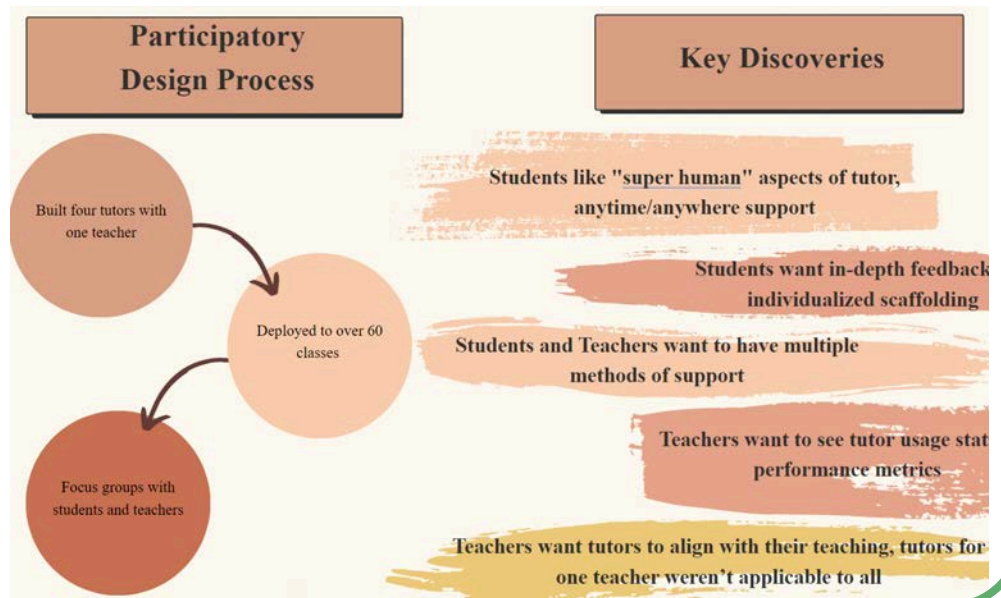 Participatory
Design Process
Built four tutors with
one teacher
Deployed to over 60
classes
Focus groups with
students and teachers
Key Discoveries
Students like "super human" aspects of tutor,
anytime/anywhere support
Students want in-depth feedback
individualized scaffolding
Students and Teachers want to have multiple
methods of support
Teachers want to see tutor usage
performance metrics
Teachers want tutors to align with their teaching, tutors for
one teacher weren't applicable to all